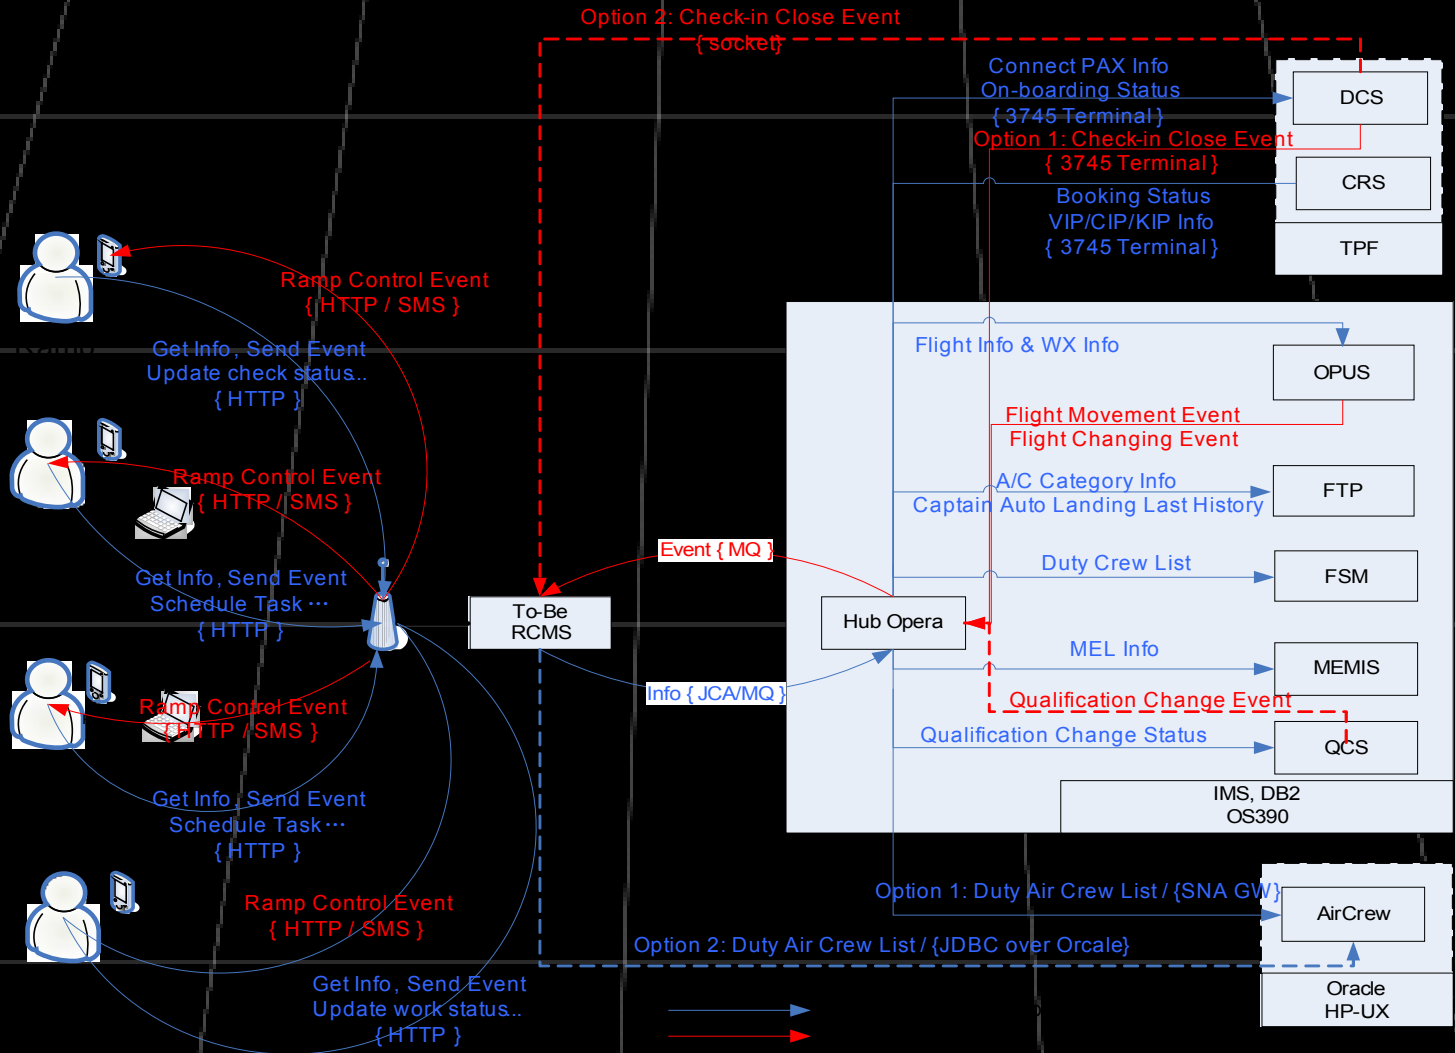 Option 2: Check-in Close Event
{ socket}
Connect PAX Info
On-boarding Status
{ 3745 Terminal }
DCS
Option 1: Check-in Close Event
{ 3745 Terminal }
CRS
Booking Status
VIP/CIP/KIP Info
{ 3745 Terminal }
TPF
Ramp Control Event
{ HTTP / SMS }
Ramp
Get Info, Send Event
Update check status...
{ HTTP }
Flight Info & WX Info
OPUS
Flight Movement Event
Flight Changing Event
Ramp Control Event
{ HTTP / SMS }
A/C Category Info
Captain Auto Landing Last History
FTP
Event { MQ }
Duty Crew List
FSM
Get Info, Send Event
Schedule Task ···
{ HTTP }
To-Be
RCMS
Hub Opera
MEL Info
MEMIS
Info { JCA/MQ }
Ramp Control Event
{ HTTP / SMS }
Qualification Change Event
Qualification Change Status
QCS
Get Info, Send Event
Schedule Task ···
{ HTTP }
IMS, DB2
OS390
Ramp Control Event
{ HTTP / SMS }
Option 1: Duty Air Crew List / {SNA GW}
AirCrew
Option 2: Duty Air Crew List / {JDBC over Orcale}
Get Info, Send Event
Update work status...
{ HTTP }
Oracle
HP-UX